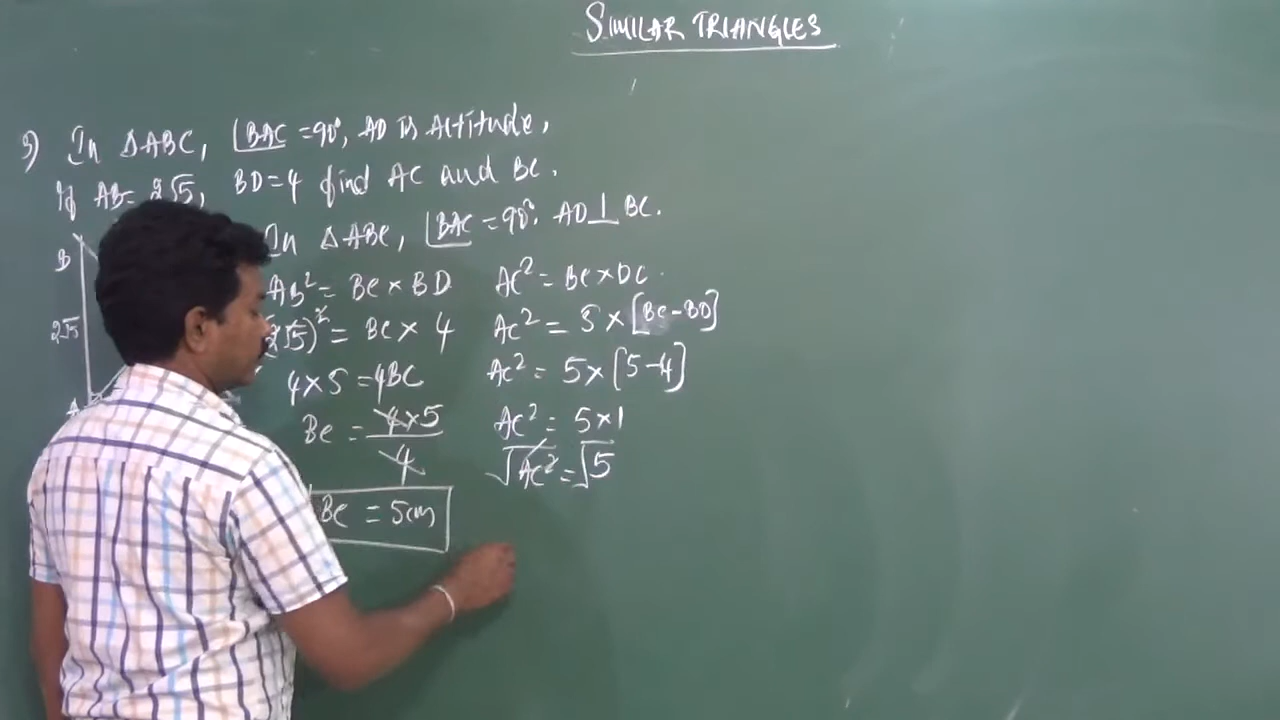 SIMILAR TRIANGLES
3) In ΔABC, ∠BAC = 90°, AD is Altitude,
If AB = 2√5, BD = 4 find AC and BC.
In ΔABC, ∠BAC = 90°. AD ⊥ BC.
B
2√5
A
AB² = BC × BD
(2√5)² = BC × 4
4 × 5 = 4BC
BC = 4×5/4
BC = 5cm
AC² = BC × DC.
AC² = 5 × [BC - BD]
AC² = 5 × [5 - 4]
AC² = 5 × 1
√AC² = √5